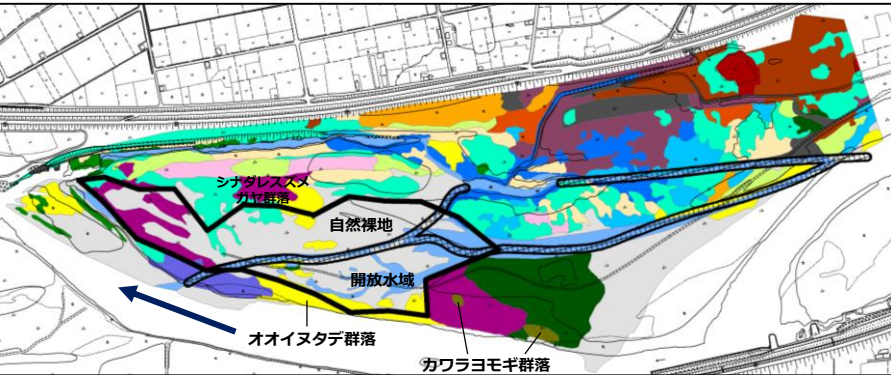 シナダレスズメ
ガヤ群落
自然裸地
開放水域
オオイヌタデ群落
カワラヨモギ群落